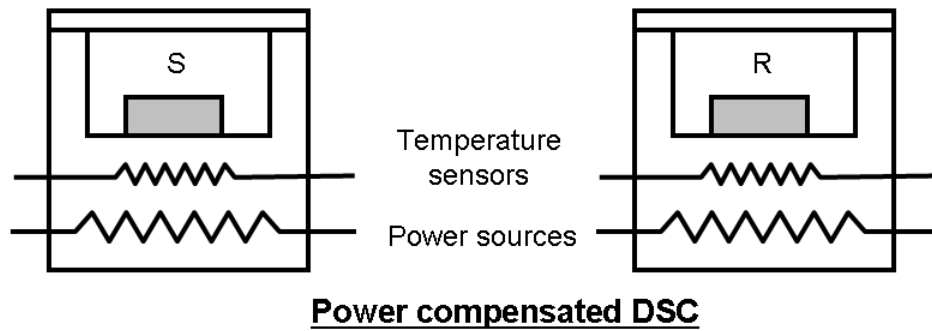 S
R
Temperature
sensors
Power sources
Power compensated DSC